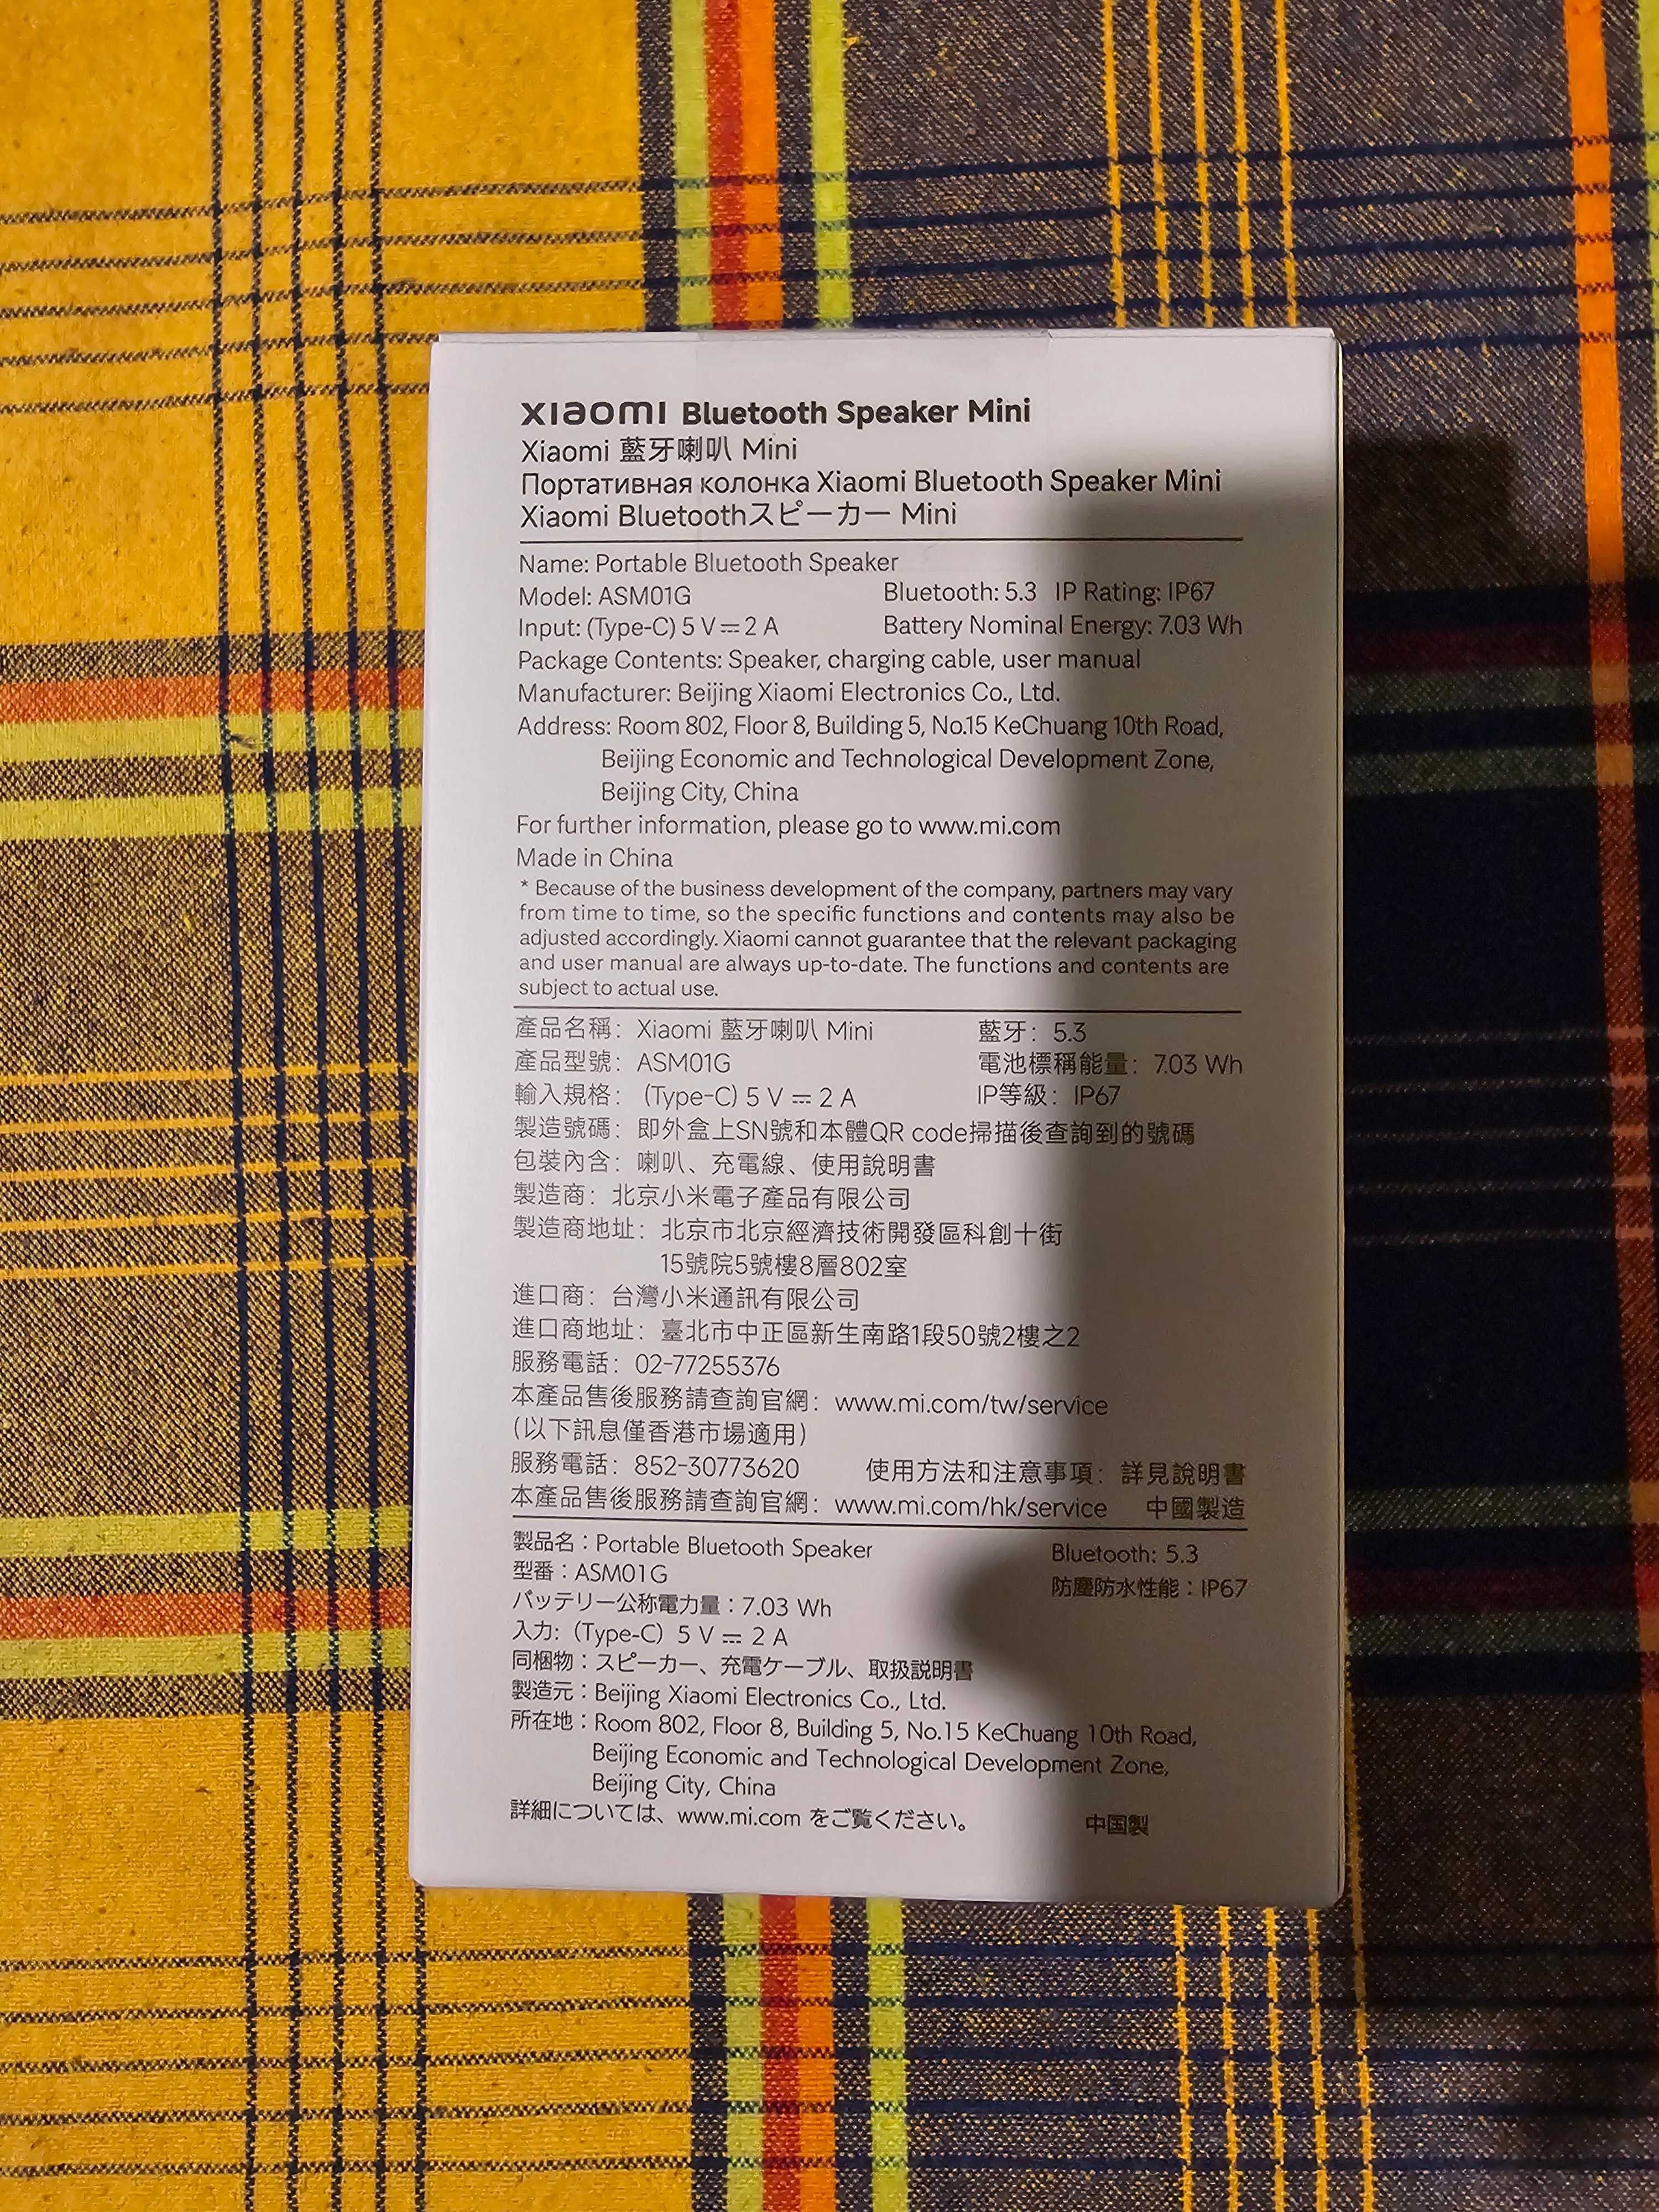 xiaomi Bluetooth Speaker Mini
Xiaomi 藍牙喇叭 Mini
Портативная колонка Xiaomi Bluetooth Speaker Mini
Xiaomi Bluetoothスピーカー Mini
Name: Portable Bluetooth Speaker
Model: ASM01G Bluetooth: 5.3 IP Rating: IP67
Input: (Type-C) 5 V⎓2 A Battery Nominal Energy: 7.03 Wh
Package Contents: Speaker, charging cable, user manual
Manufacturer: Beijing Xiaomi Electronics Co., Ltd.
Address: Room 802, Floor 8, Building 5, No.15 KeChuang 10th Road,
Beijing Economic and Technological Development Zone,
Beijing City, China
For further information, please go to www.mi.com
Made in China
* Because of the business development of the company, partners may vary
from time to time, so the specific functions and contents may also be
adjusted accordingly. Xiaomi cannot guarantee that the relevant packaging
and user manual are always up-to-date. The functions and contents are
subject to actual use.
產品名稱：Xiaomi 藍牙喇叭 Mini 藍牙：5.3
產品型號：ASM01G 電池標稱能量：7.03 Wh
輸入規格：(Type-C) 5 V ⎓ 2 A IP等級：IP67
製造號碼：即外盒上SN號和本體QR code掃描後查詢到的號碼
包裝內含：喇叭、充電線、使用說明書
製造商：北京小米電子產品有限公司
製造商地址：北京市北京經濟技術開發區科創十街
15號院5號樓8層802室
進口商：台灣小米通訊有限公司
進口商地址：臺北市中正區新生南路1段50號2樓之2
服務電話：02-77255376
本產品售後服務請查詢官網：www.mi.com/tw/service
(以下訊息僅香港市場適用)
服務電話：852-30773620 使用方法和注意事項：詳見說明書
本產品售後服務請查詢官網：www.mi.com/hk/service 中國製造
製品名：Portable Bluetooth Speaker Bluetooth: 5.3
型番：ASM01G 防塵防水性能：IP67
バッテリー公称電力量：7.03 Wh
入力:（Type-C）5 V ⎓ 2 A
同梱物：スピーカー、充電ケーブル、取扱説明書
製造元：Beijing Xiaomi Electronics Co., Ltd.
所在地：Room 802, Floor 8, Building 5, No.15 KeChuang 10th Road,
Beijing Economic and Technological Development Zone,
Beijing City, China
詳細については、www.mi.com をご覧ください。 中国製